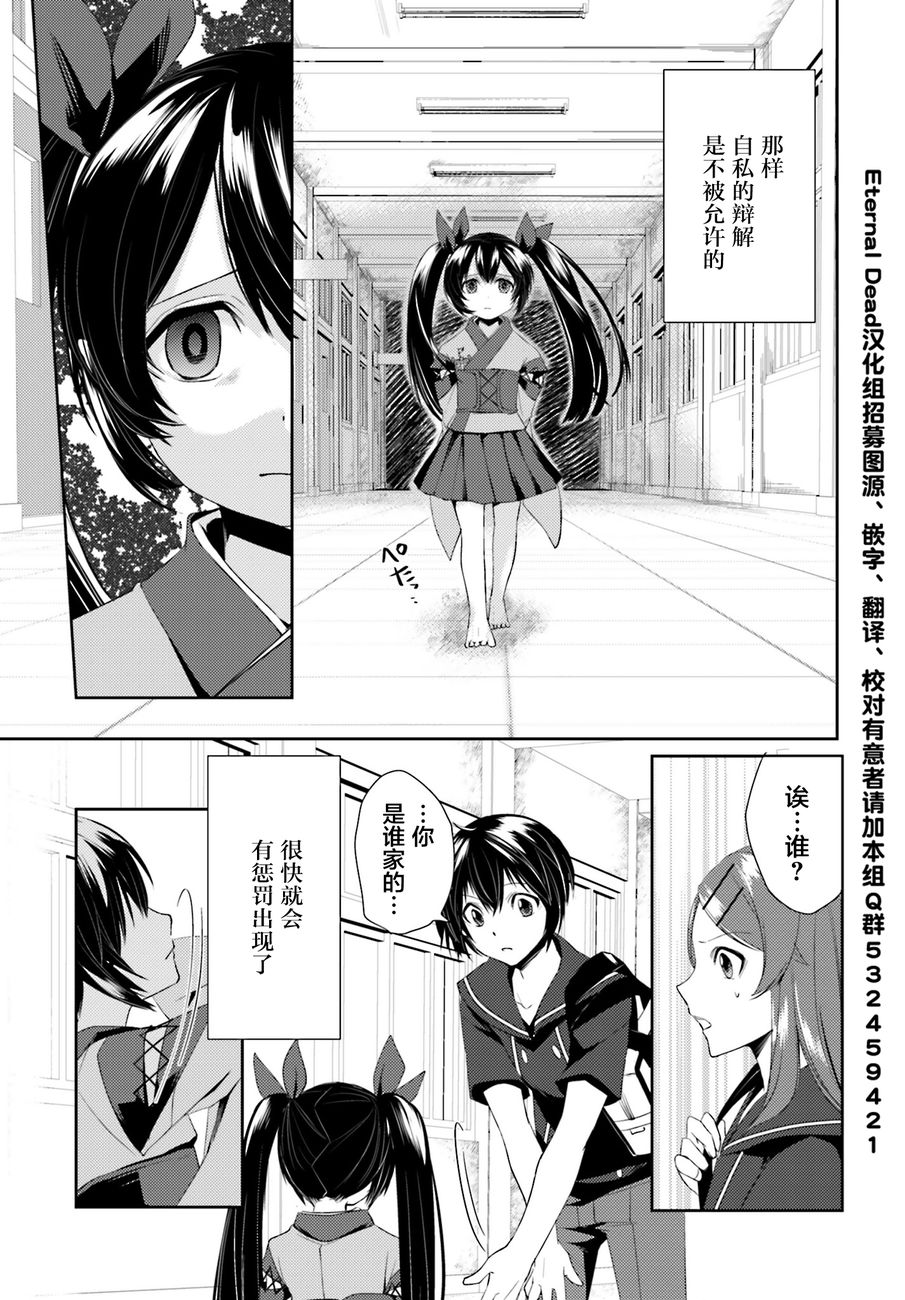 那样
自私的辩解
是不被允许的
ペた…
诶…谁？
…你
是谁家的…
很快就会
有惩罚出现了
Eternal Dead汉化组招募图源、嵌字、翻译、校对有意者请加本组Q群532459421